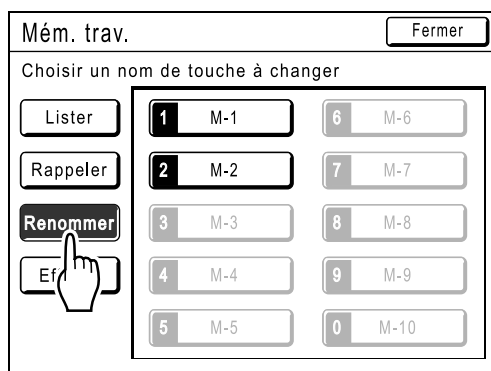 Mém. trav.
Fermer
Choisir un nom de touche à changer
Lister
Rappeler
Renommer
1 M-1
2 M-2
3 M-3
4 M-4
5 M-5
6 M-6
7 M-7
8 M-8
9 M-9
0 M-10